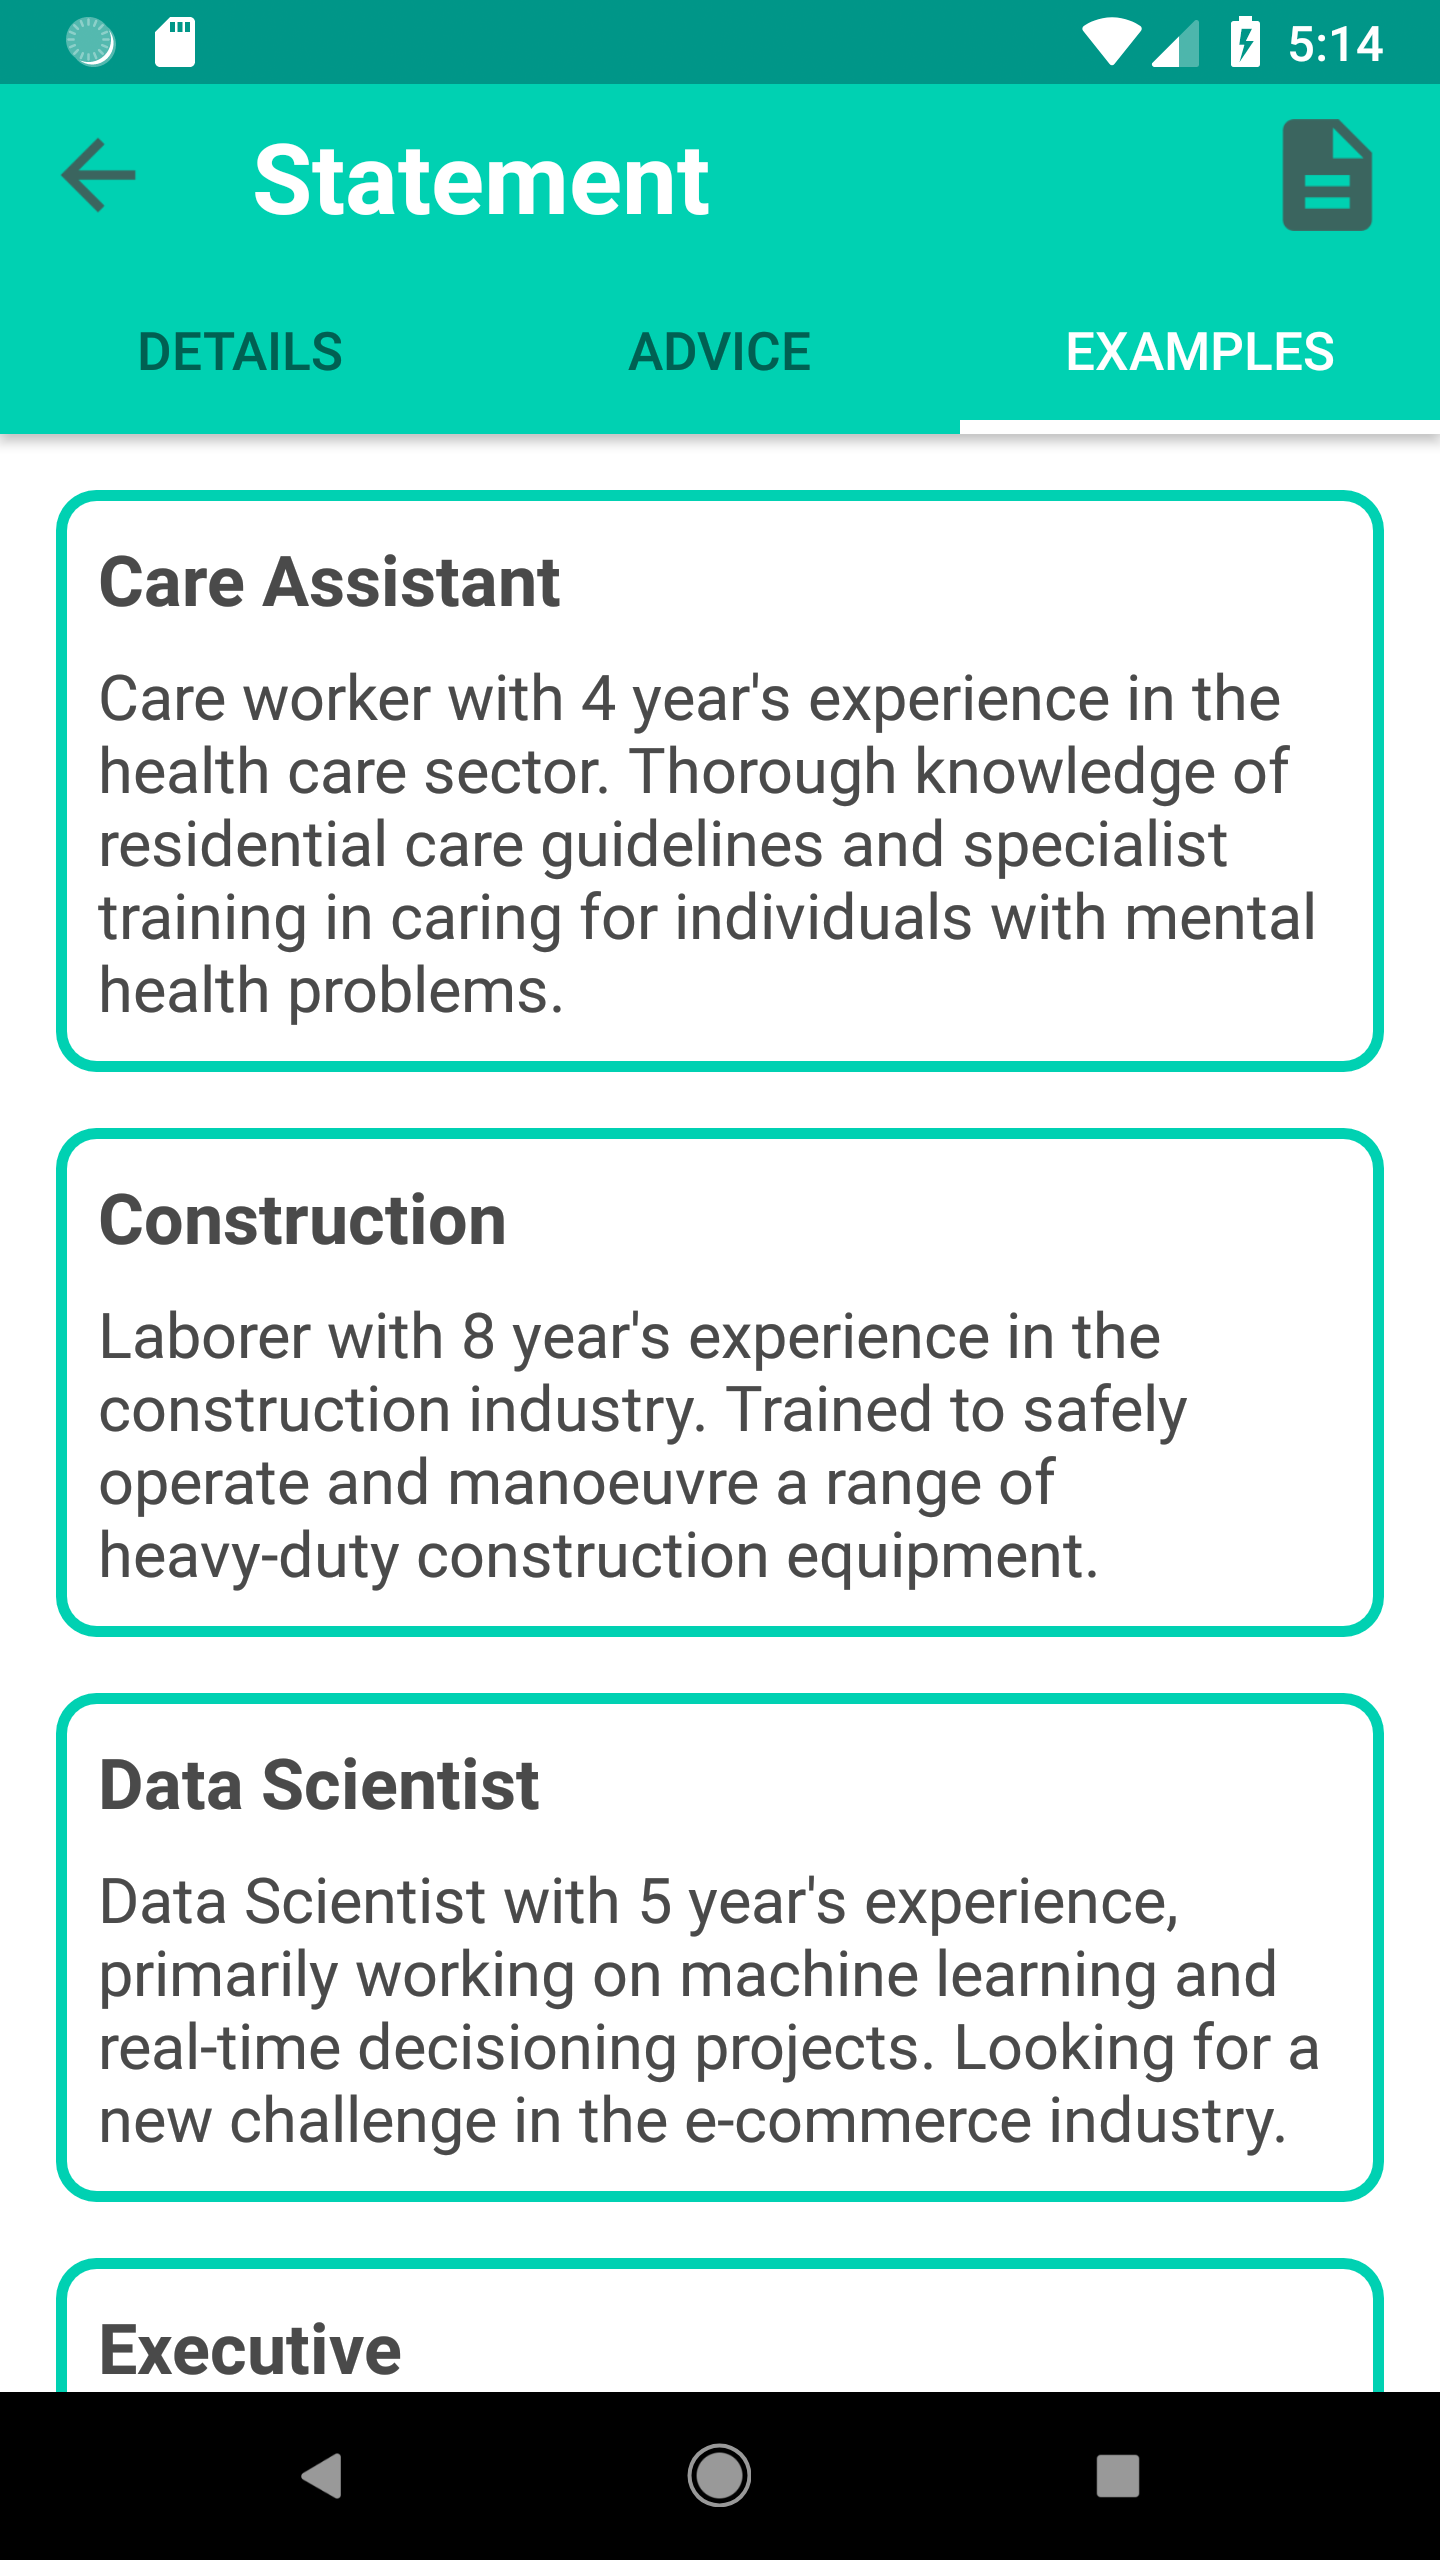 5:14
Statement
DETAILS ADVICE EXAMPLES
Care Assistant
Care worker with 4 year's experience in the
health care sector. Thorough knowledge of
residential care guidelines and specialist
training in caring for individuals with mental
health problems.
Construction
Laborer with 8 year's experience in the
construction industry. Trained to safely
operate and manoeuvre a range of
heavy-duty construction equipment.
Data Scientist
Data Scientist with 5 year's experience,
primarily working on machine learning and
real-time decisioning projects. Looking for a
new challenge in the e-commerce industry.
Executive